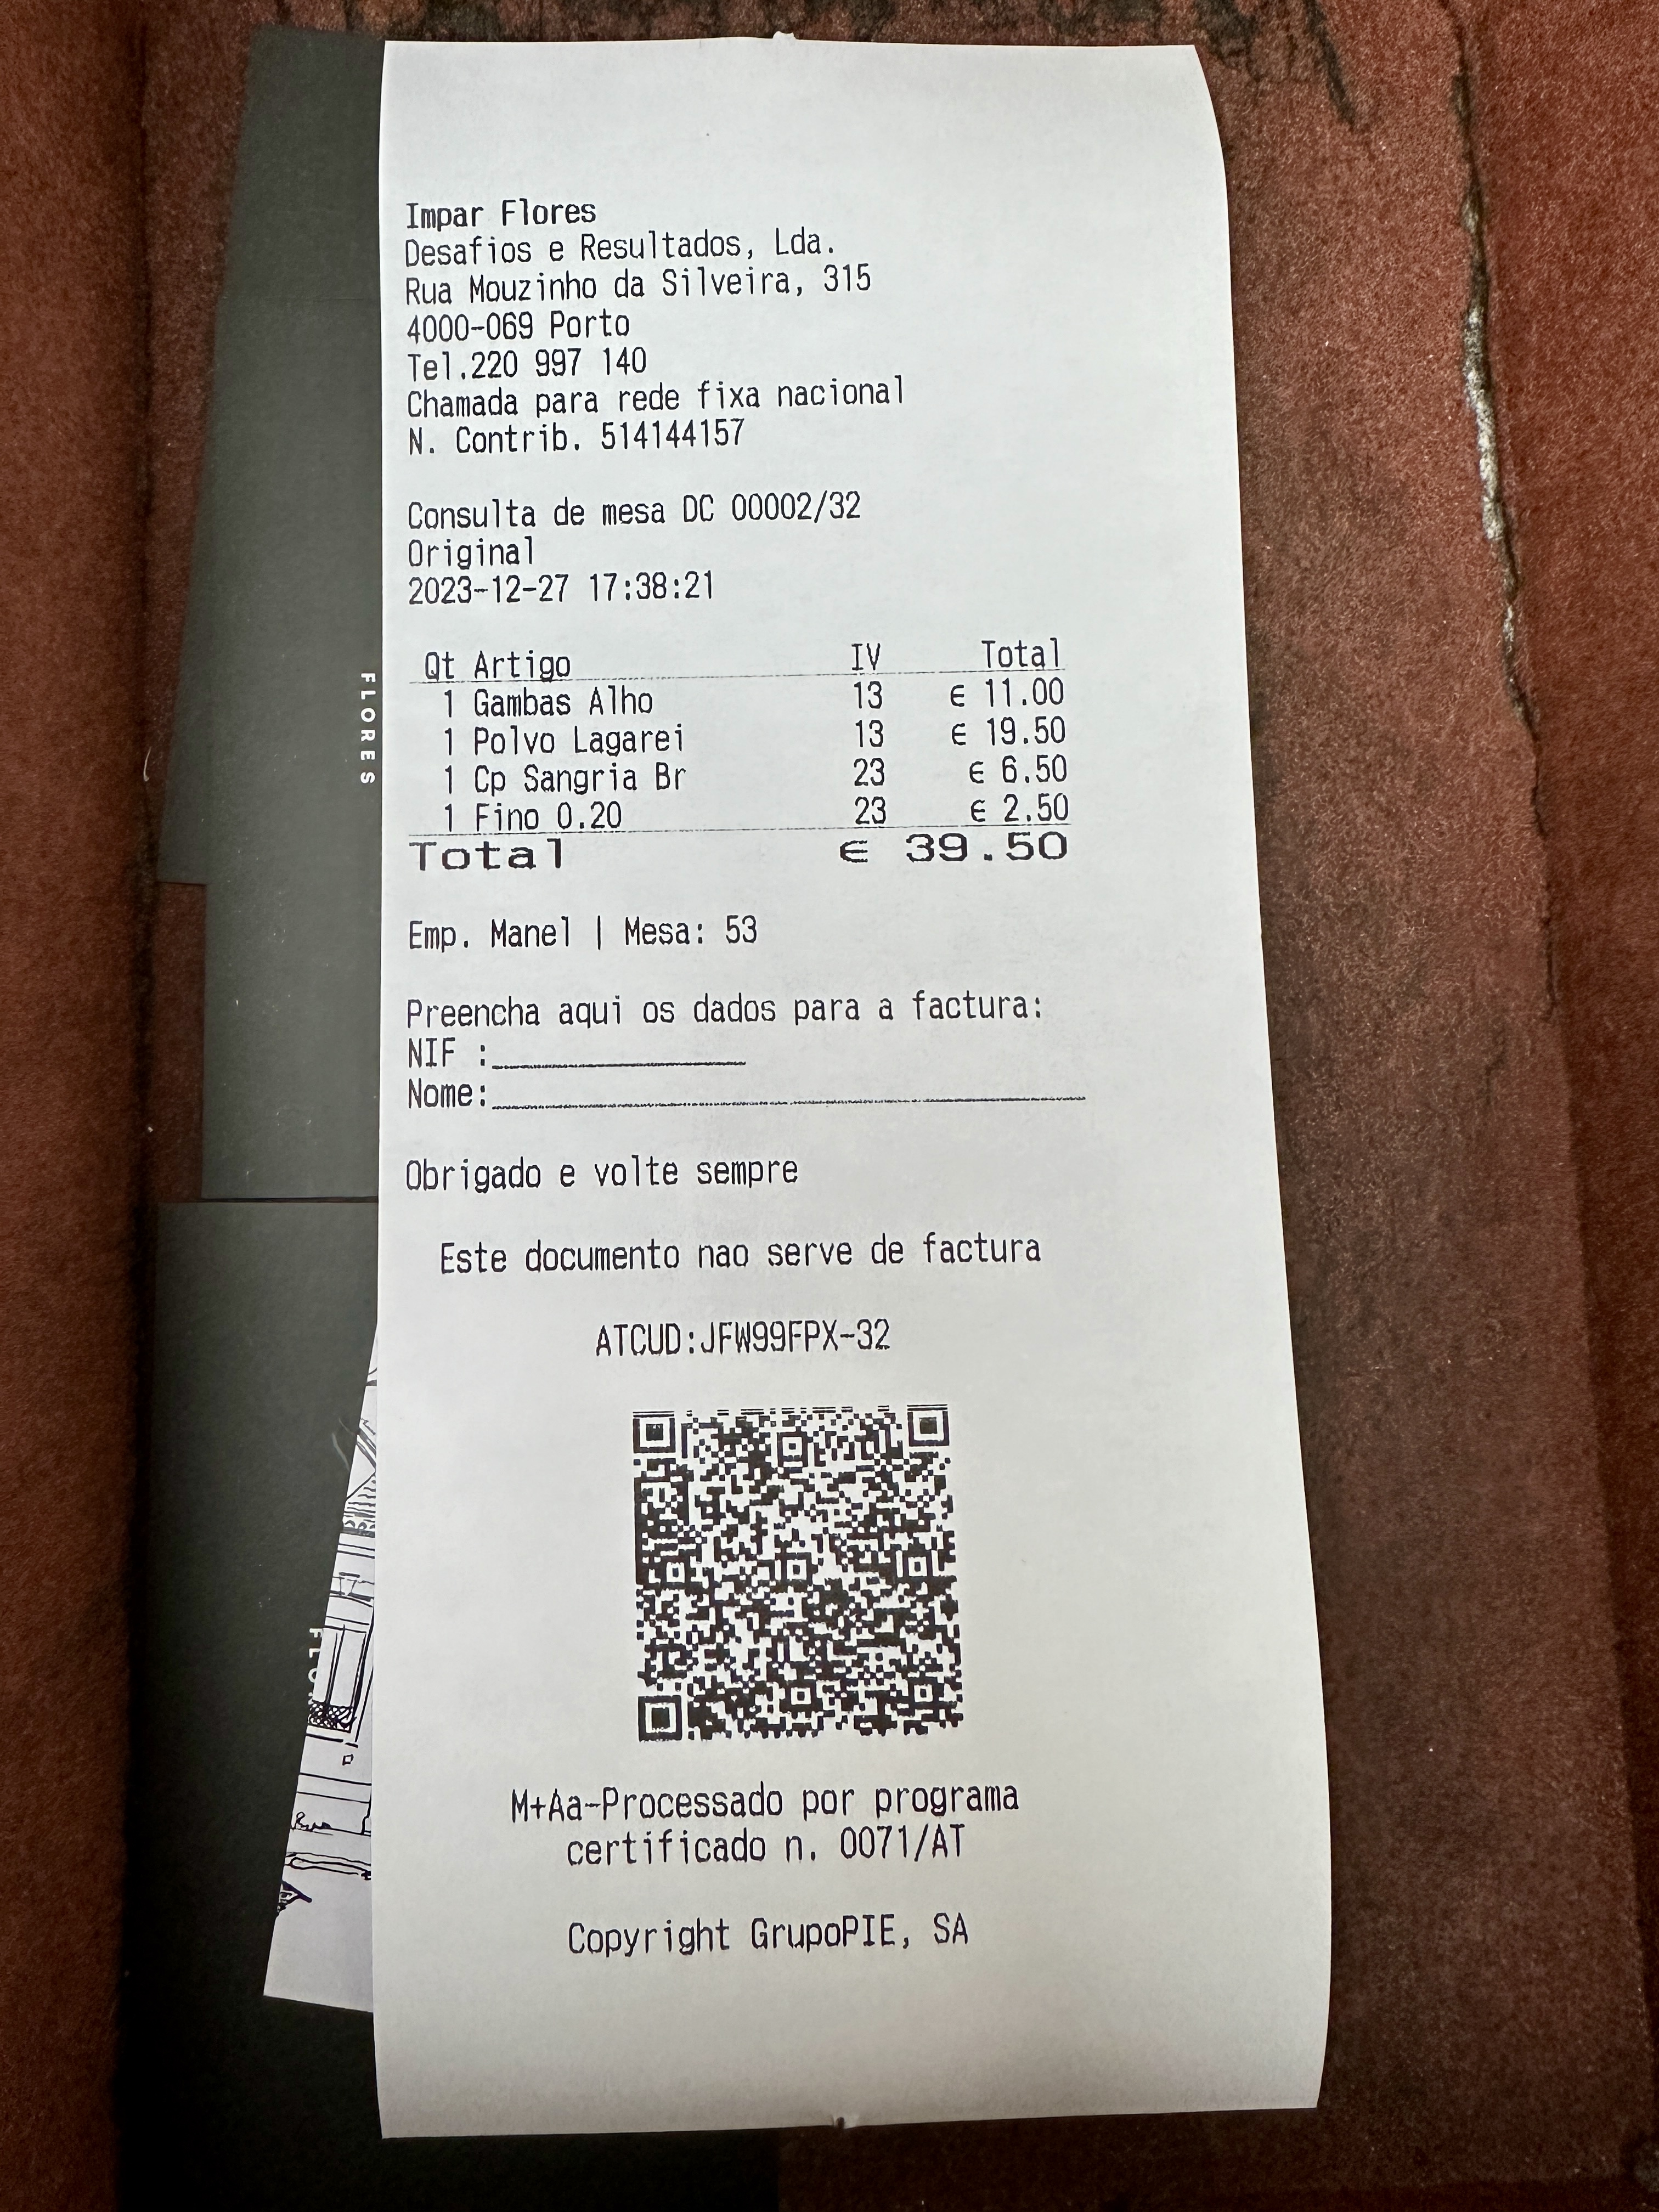 Impar Flores
Desafios e Resultados, Lda.
Rua Mouzinho da Silveira, 315
4000-069 Porto
Tel.220 997 140
Chamada para rede fixa nacional
N. Contrib. 514144157
Consulta de mesa DC 00002/32
Original
2023-12-27 17:38:21
Qt Artigo IV Total
1 Gambas Alho 13 € 11.00
1 Polvo Lagarei 13 € 19.50
1 Cp Sangria Br 23 € 6.50
1 Fino 0.20 23 € 2.50
Total € 39.50
Emp. Manel | Mesa: 53
Preencha aqui os dados para a factura:
NIF :
Nome:
Obrigado e volte sempre
Este documento nao serve de factura
ATCUD:JFW99FPX-32
M+Aa-Processado por programa
certificado n. 0071/AT
Copyright GrupoPIE, SA
FLORES